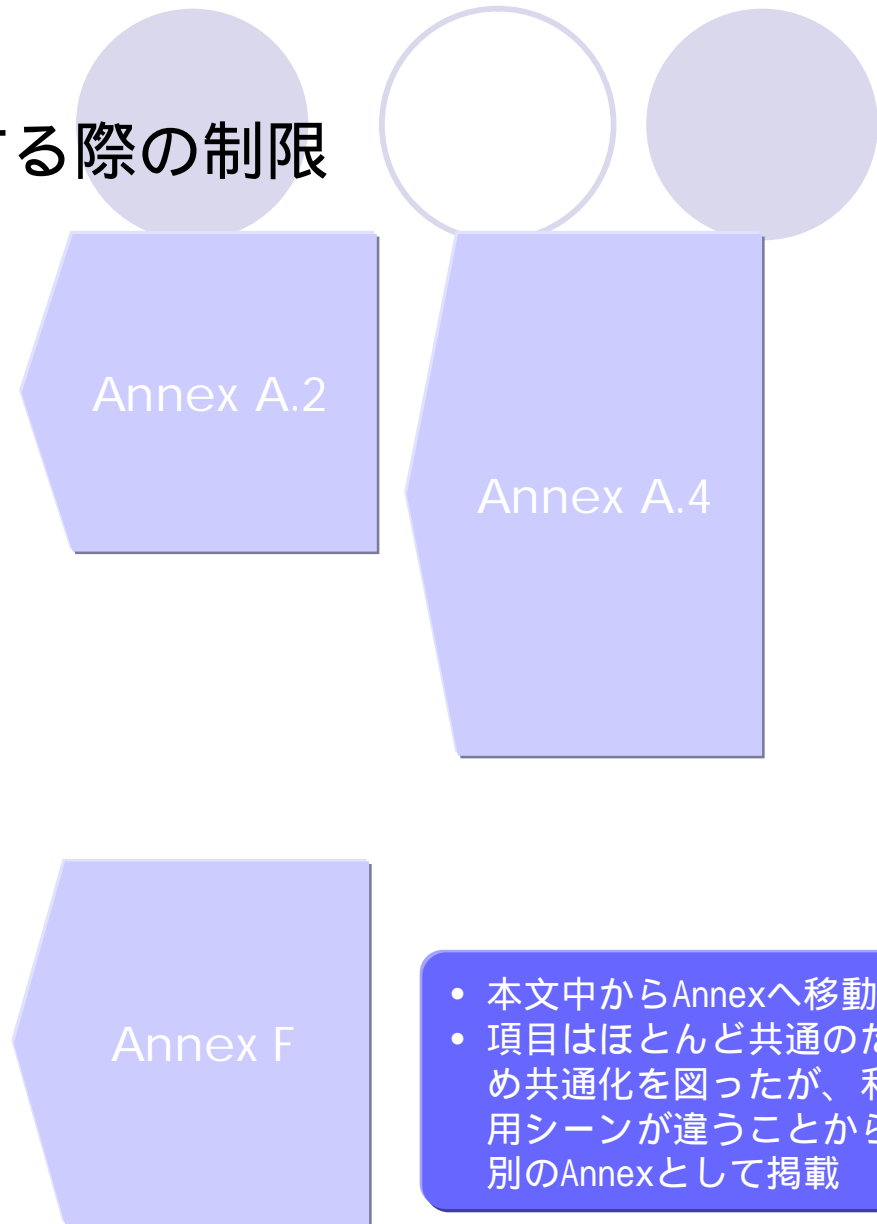 る際の制限
Annex A.2
Annex A.4
Annex F
• 本文中からAnnexへ移動
• 項目はほとんど共通のた
め共通化を図ったが、利
用シーンが違うことから
別のAnnexとして掲載